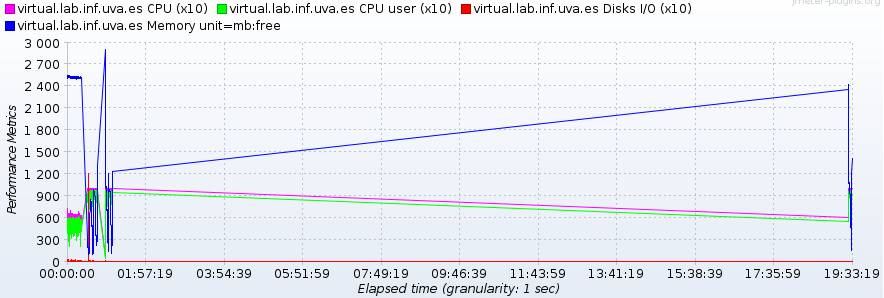 jmeter-plugins.org
virtual.lab.inf.uva.es CPU (x10) virtual.lab.inf.uva.es CPU user (x10) virtual.lab.inf.uva.es Disks I/O (x10)
virtual.lab.inf.uva.es Memory unit=mb:free
3 000
2 700
2 400
2 100
1 800
1 500
1 200
900
600
300
0
Performance Metrics
00:00:00 01:57:19 03:54:39 05:51:59 07:49:19 09:46:39 11:43:59 13:41:19 15:38:39 17:35:59 19:33:19
Elapsed time (granularity: 1 sec)